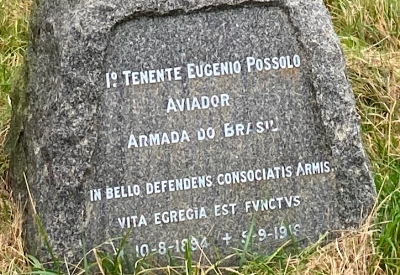 1º TENENTE EUGENIO POSSOLO
AVIADOR
ARMADA DO BRASIL
IN BELLO DEFENDENS CONSOCIATIS ARMIS.
VITA EGREGIA EST FVNCTVS
10-8-1894 + 5-9-1918